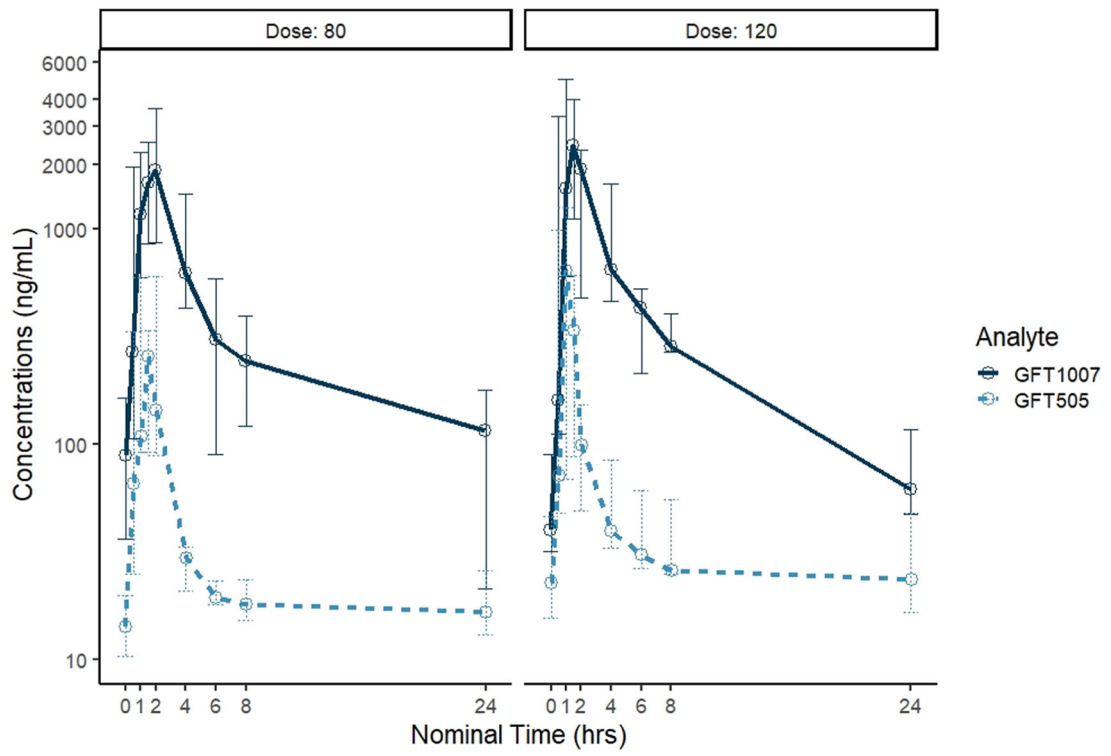 Dose: 80
Dose: 120
6000
4000
3000
2000
1000
100
10
Concentrations (ng/mL)
0 1 2 4 6 8 24
0 1 2 4 6 8 24
Nominal Time (hrs)
Analyte
GFT1007
GFT505